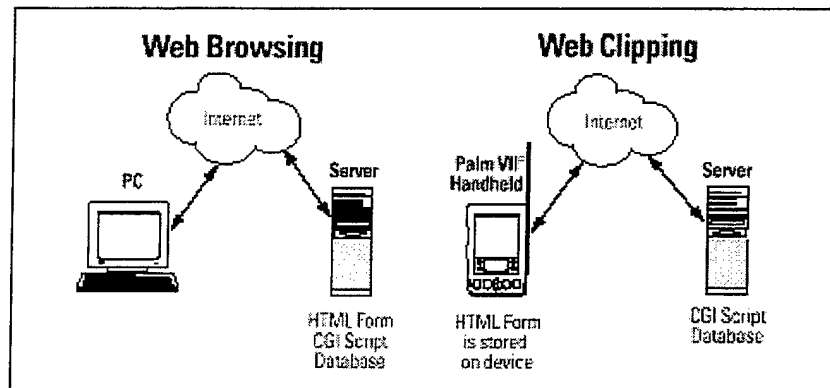 Web Browsing
Internet
PC
Server
HTML Form
CGI Script
Database
Web Clipping
Internet
Palm VII
Handheld
Server
HTML Form
is stored
on device
CGI Script
Database